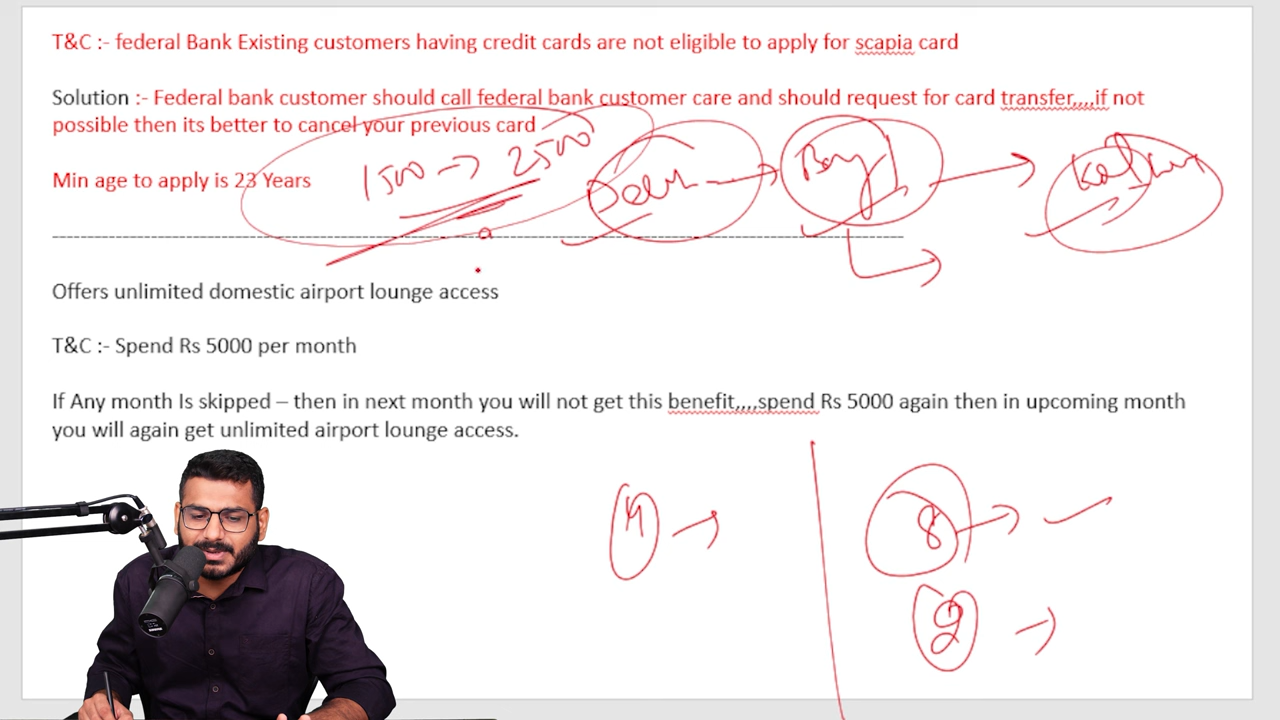 T&C :- federal Bank Existing customers having credit cards are not eligible to apply for scapia card
Solution :- Federal bank customer should call federal bank customer care and should request for card transfer,,,,if not
possible then its better to cancel your previous card
1500 → 2500
Min age to apply is 23 Years
--------------------------------------------------------------------------------
Offers unlimited domestic airport lounge access
T&C :- Spend Rs 5000 per month
If Any month Is skipped – then in next month you will not get this benefit,,,,spend Rs 5000 again then in upcoming month
you will again get unlimited airport lounge access.
8
2